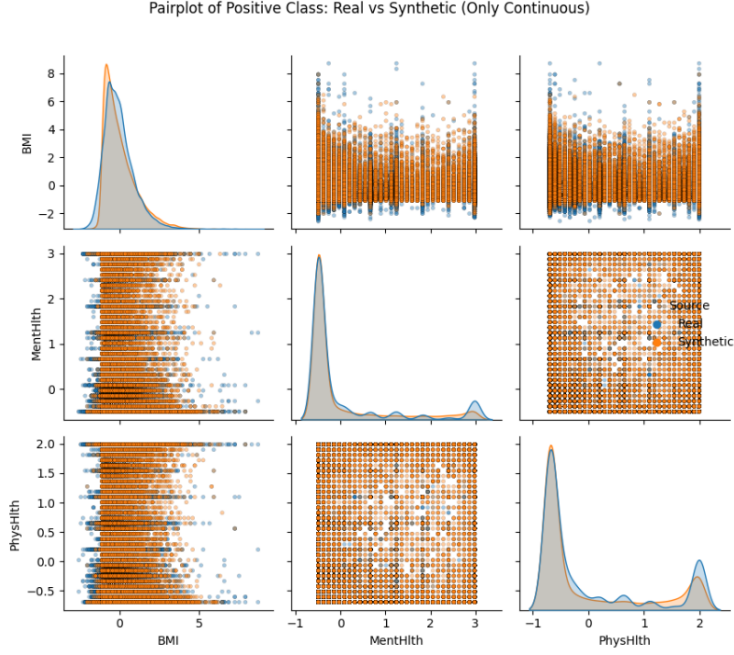 Pairplot of Positive Class: Real vs Synthetic (Only Continuous)
BMI
8
6
4
2
0
−2
MentHlth
3
2
1
0
Source
Real
Synthetic
PhysHlth
2.0
1.5
1.0
0.5
0.0
−0.5
0 5
−1 0 1 2 3
−1 0 1 2
BMI
MentHlth
PhysHlth